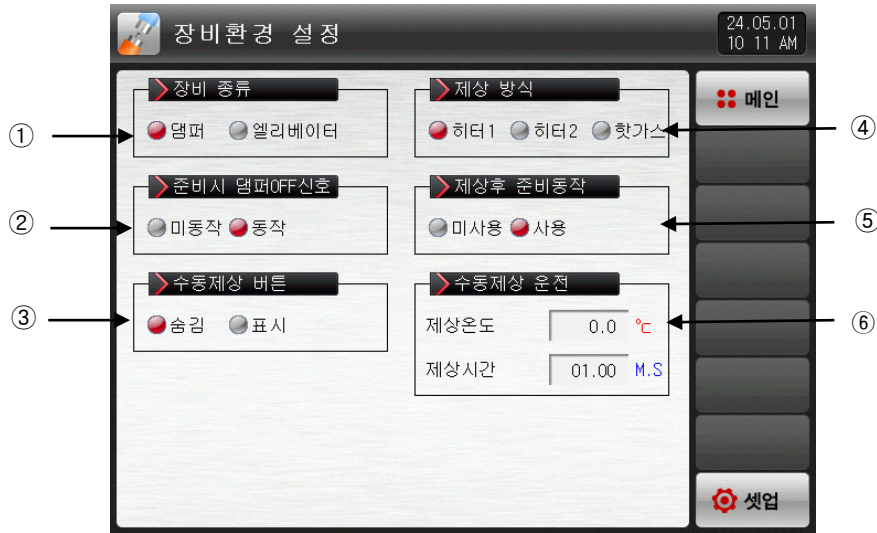 장비환경 설정
24.05.01
10 11 AM
장비 종류
제상 방식
메인
① 댐퍼 엘리베이터
히터1 히터2 핫가스 ④
준비시 댐퍼OFF신호
제상후 준비동작
② 미동작 동작
미사용 사용 ⑤
수동제상 버튼
수동제상 운전
③ 숨김 표시
제상온도 0.0 ℃ ⑥
제상시간 01.00 M.S
셋업